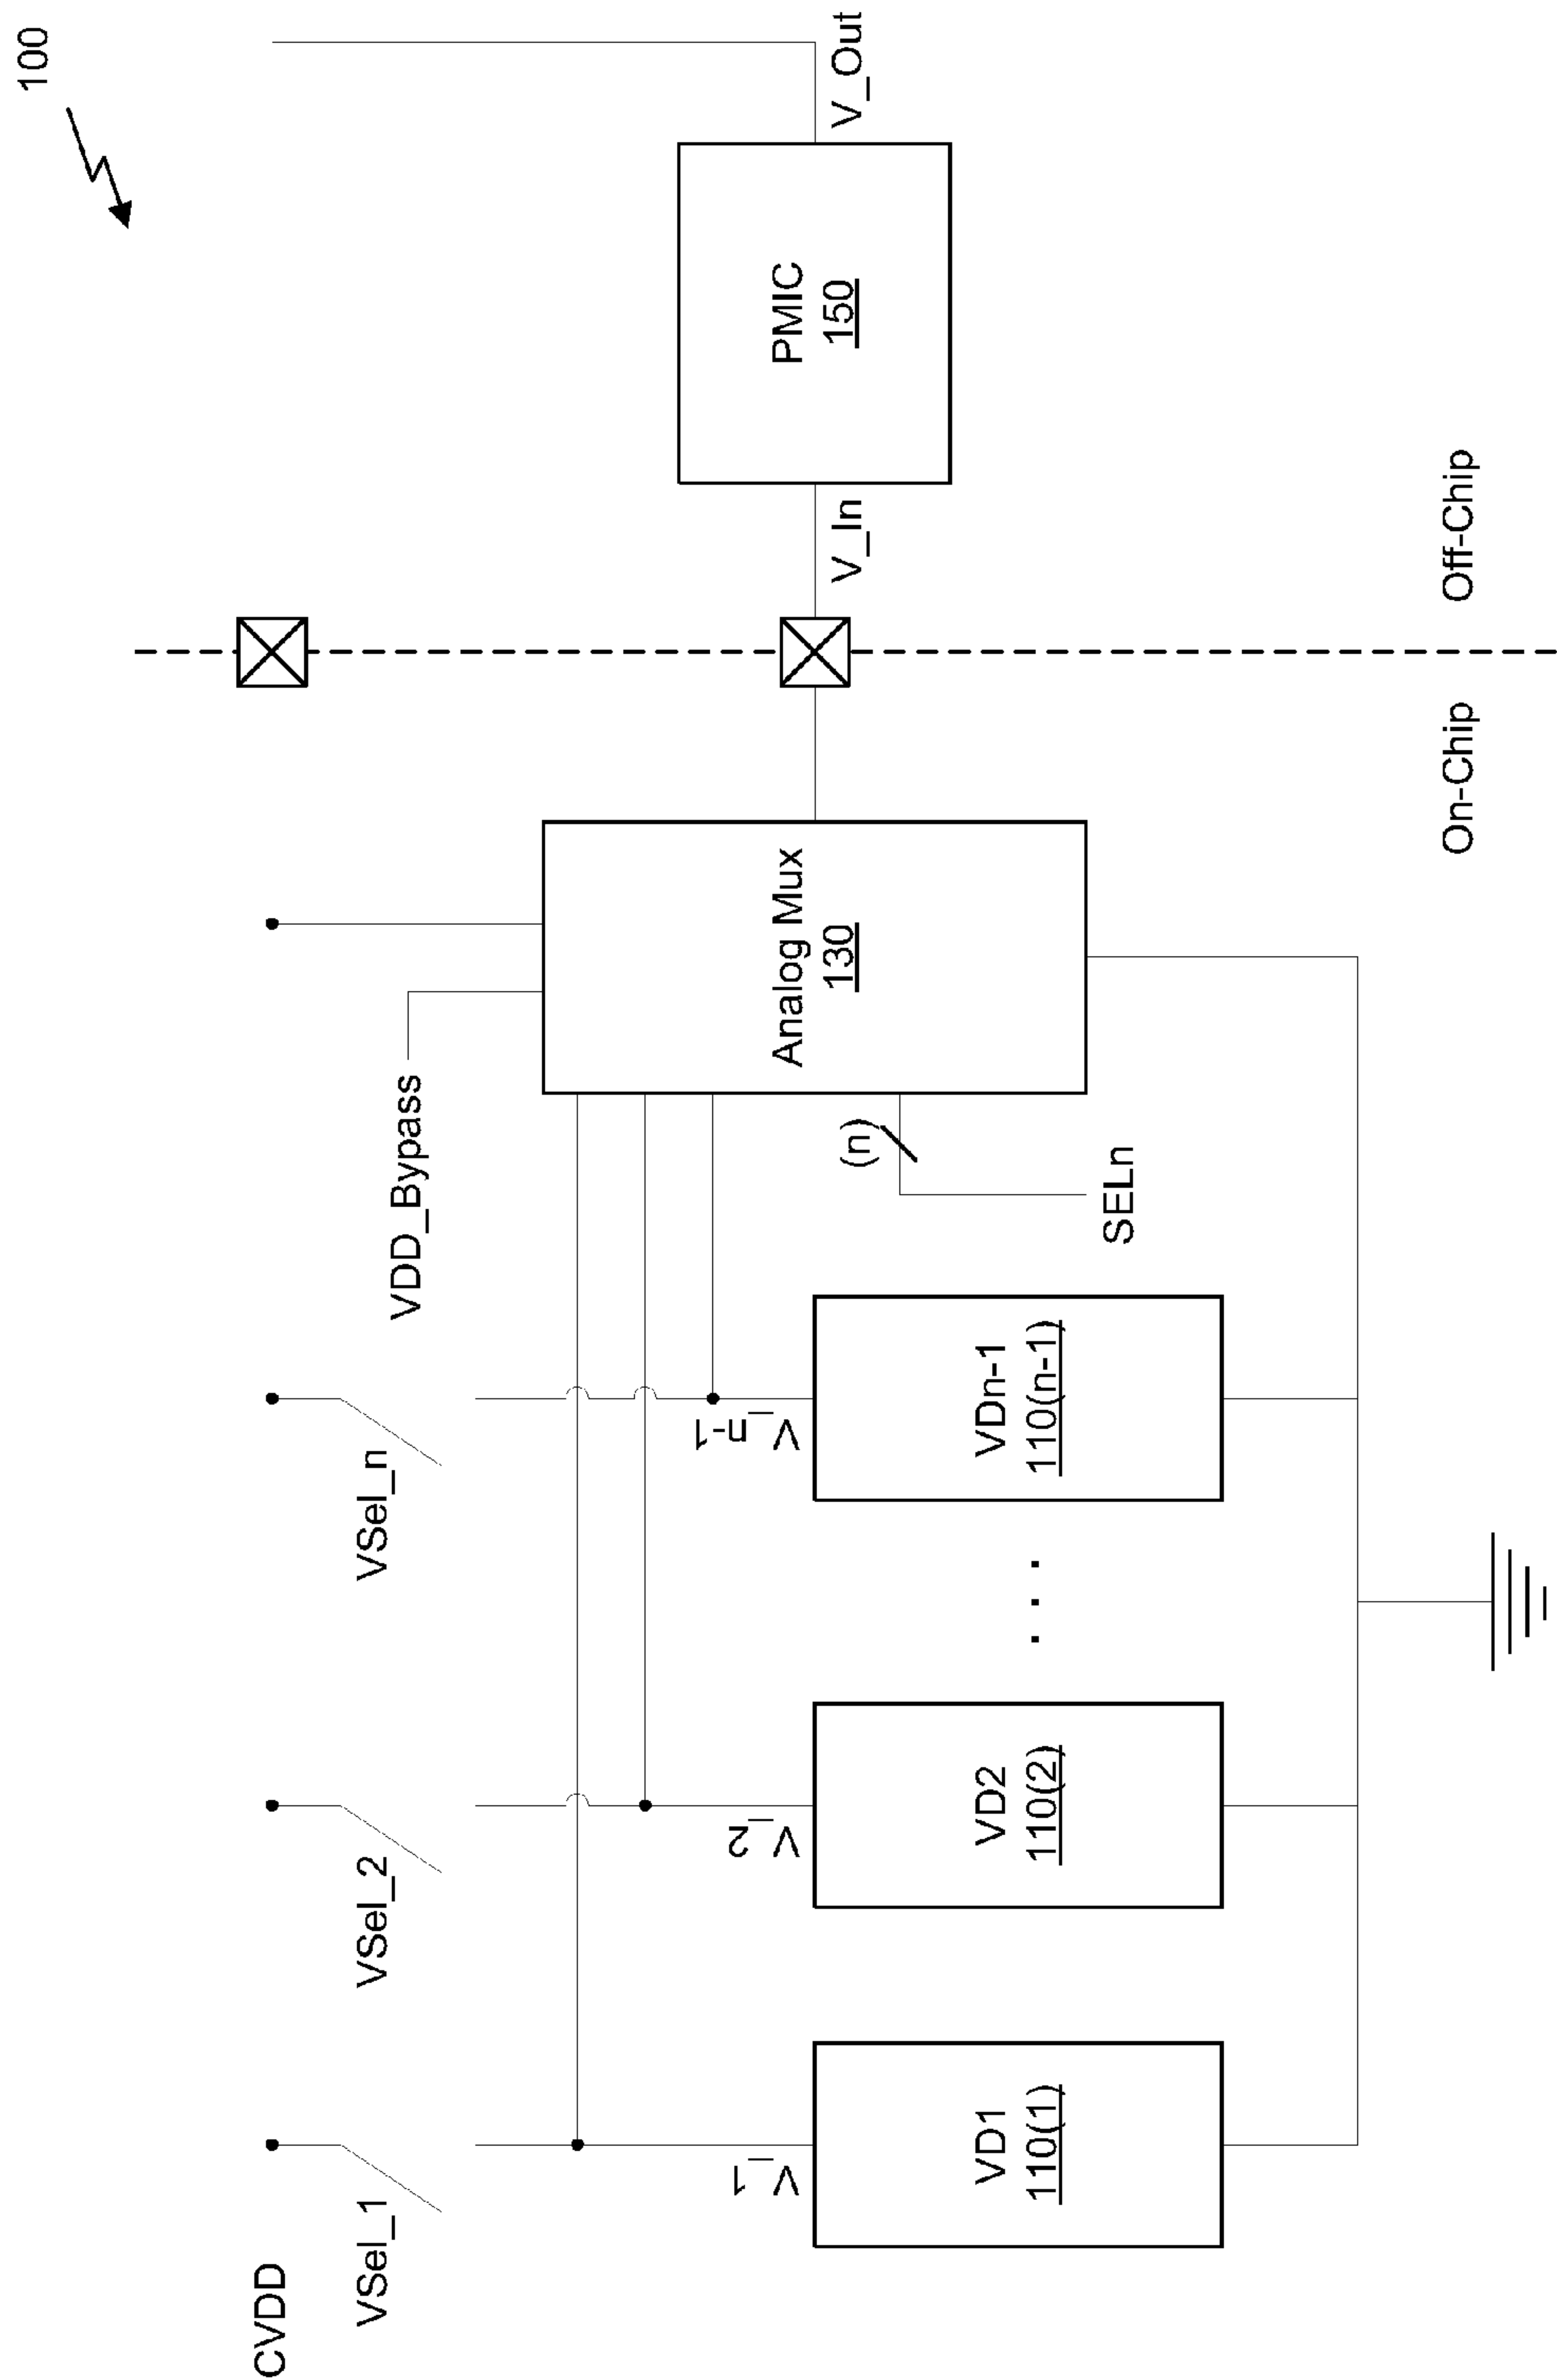 100
CVDD
VSel_1
VSel_2
VSel_n
VDD_Bypass
V_1
V_2
V_n-1
VD1
110(1)
VD2
110(2)
. . .
VDn-1
110(n-1)
(n)
SELn
Analog Mux
130
V_In
PMIC
150
V_Out
On-Chip
Off-Chip